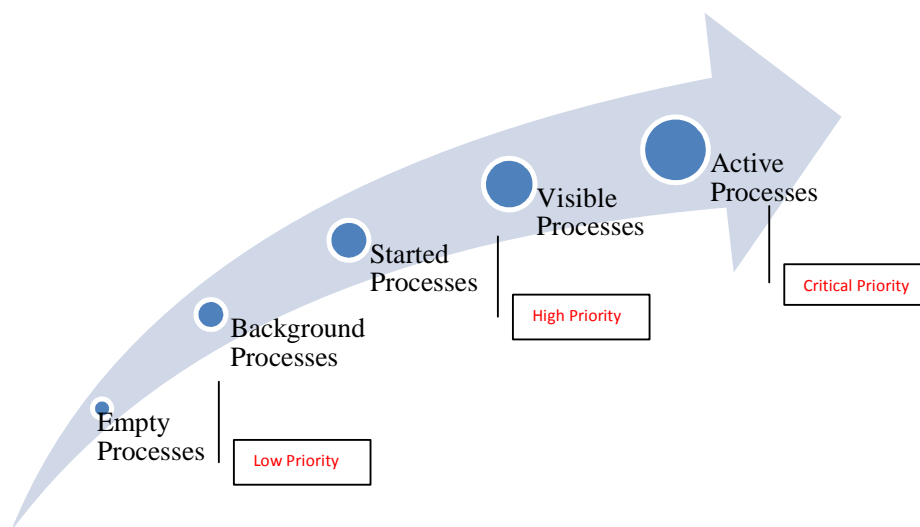 Active
Processes
Visible
Processes
Started
Processes
Critical Priority
High Priority
Background
Processes
Empty
Processes
Low Priority